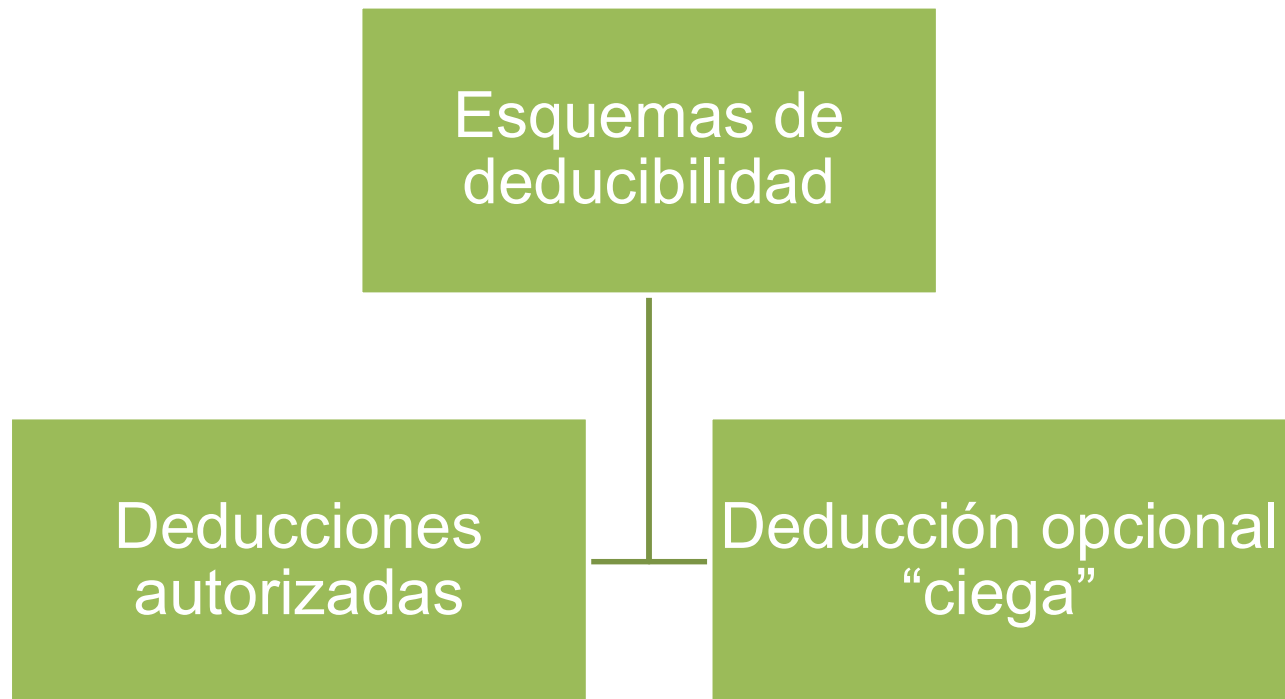 Esquemas de
deducibilidad
Deducciones
autorizadas
Deducción opcional
“ciega”